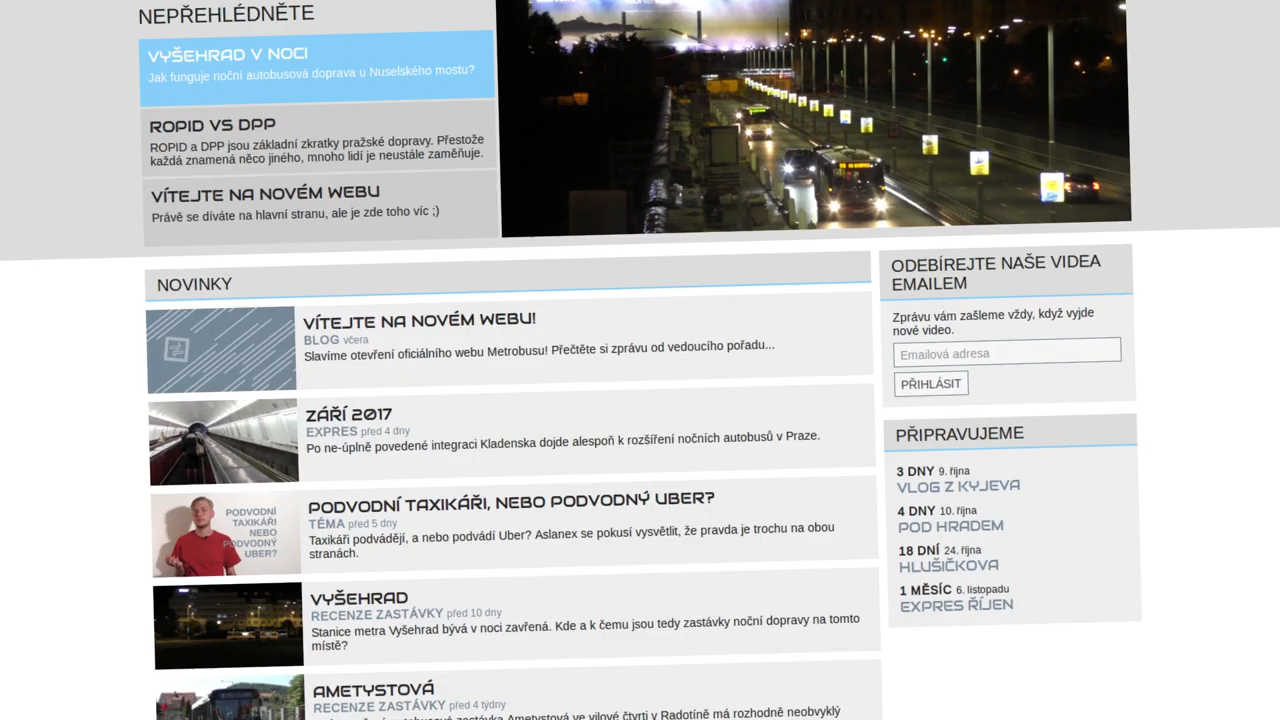 NEPŘEHLÉDNĚTE
VYŠEHRAD V NOCI
Jak funguje noční autobusová doprava u Nuselského mostu?
ROPID VS DPP
ROPID a DPP jsou základní zkratky pražské dopravy. Přestože
každá znamená něco jiného, mnoho lidí je neustále zaměňuje.
VÍTEJTE NA NOVÉM WEBU
Právě se díváte na hlavní stranu, ale je zde toho víc ;)
NOVINKY
VÍTEJTE NA NOVÉM WEBU!
BLOG včera
Slavíme otevření oficiálního webu Metrobusu! Přečtěte si zprávu od vedoucího pořadu...
ZÁŘÍ 2017
EXPRES před 4 dny
Po ne-úplně povedené integraci Kladenska dojde alespoň k rozšíření nočních autobusů v Praze.
PODVODNÍ
TAXIKÁŘI
NEBO
PODVODNÝ
UBER?
PODVODNÍ TAXIKÁŘI, NEBO PODVODNÝ UBER?
TÉMA před 5 dny
Taxikáři podvádějí, a nebo podvádí Uber? Aslanex se pokusí vysvětlit, že pravda je trochu na obou
stranách.
VYŠEHRAD
RECENZE ZASTÁVKY před 10 dny
Stanice metra Vyšehrad bývá v noci zavřená. Kde a k čemu jsou tedy zastávky noční dopravy na tomto
místě?
AMETYSTOVÁ
RECENZE ZASTÁVKY před 4 týdny
zastávka Ametystová ve vilové čtvrti v Radotíně má rozhodně neobvyklý
ODEBÍREJTE NAŠE VIDEA
EMAILEM
Zprávu vám zašleme vždy, když vyjde
nové video.
Emailová adresa
PŘIHLÁSIT
PŘIPRAVUJEME
3 DNY 9. října
VLOG Z KYJEVA
4 DNY 10. října
POD HRADEM
18 DNÍ 24. října
HLUŠIČKOVA
1 MĚSÍC 6. listopadu
EXPRES ŘÍJEN